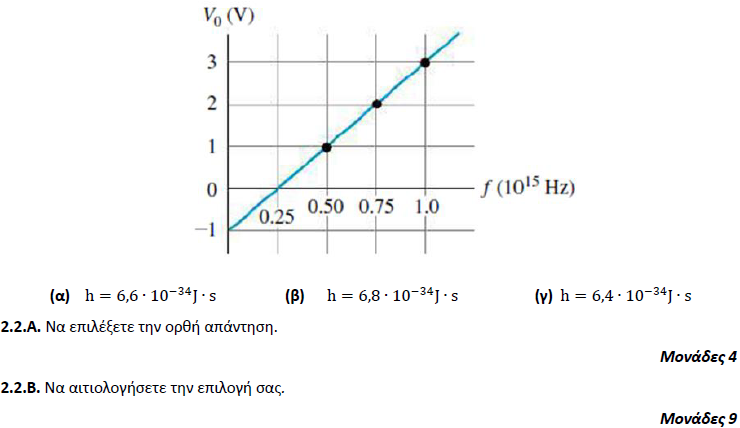 V₀ (V)
3
2
1
0
−1
0.25 0.50 0.75 1.0
f (10¹⁵ Hz)
(α) h = 6,6 · 10⁻³⁴J · s (β) h = 6,8 · 10⁻³⁴J · s (γ) h = 6,4 · 10⁻³⁴J · s
2.2.Α. Να επιλέξετε την ορθή απάντηση.
Μονάδες 4
2.2.Β. Να αιτιολογήσετε την επιλογή σας.
Μονάδες 9